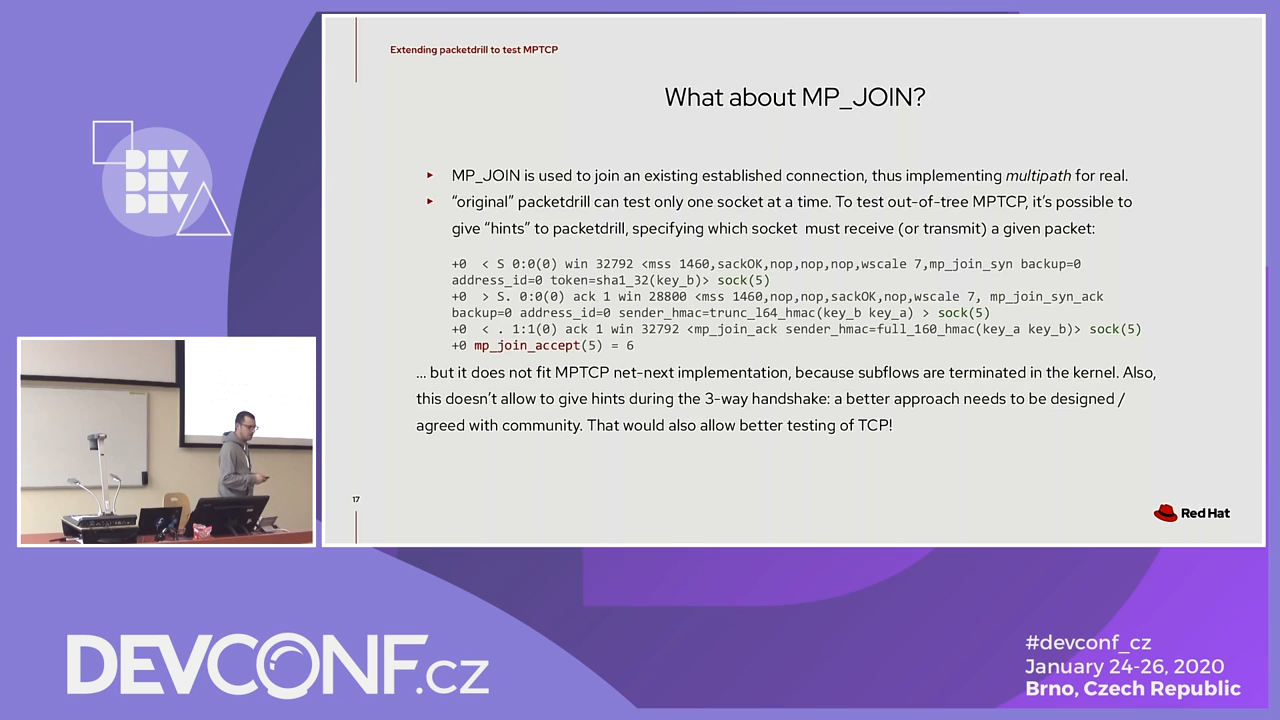 Extending packetdrill to test MPTCP
What about MP_JOIN?
MP_JOIN is used to join an existing established connection, thus implementing multipath for real.
“original” packetdrill can test only one socket at a time. To test out-of-tree MPTCP, it’s possible to
give “hints” to packetdrill, specifying which socket must receive (or transmit) a given packet:
+0 < S 0:0(0) win 32792 <mss 1460,sackOK,nop,nop,nop,wscale 7,mp_join_syn backup=0
address_id=0 token=sha1_32(key_b)> sock(5)
+0 > S. 0:0(0) ack 1 win 28800 <mss 1460,nop,nop,sackOK,nop,wscale 7, mp_join_syn_ack
backup=0 address_id=0 sender_hmac=trunc_l64_hmac(key_b key_a) > sock(5)
+0 < . 1:1(0) ack 1 win 32792 <mp_join_ack sender_hmac=full_160_hmac(key_a key_b)> sock(5)
+0 mp_join_accept(5) = 6
... but it does not fit MPTCP net-next implementation, because subflows are terminated in the kernel. Also,
this doesn’t allow to give hints during the 3-way handshake: a better approach needs to be designed /
agreed with community. That would also allow better testing of TCP!
17
Red Hat
DEV
DEV
DEV
DEVCONF.cz
#devconf_cz
January 24-26, 2020
Brno, Czech Republic